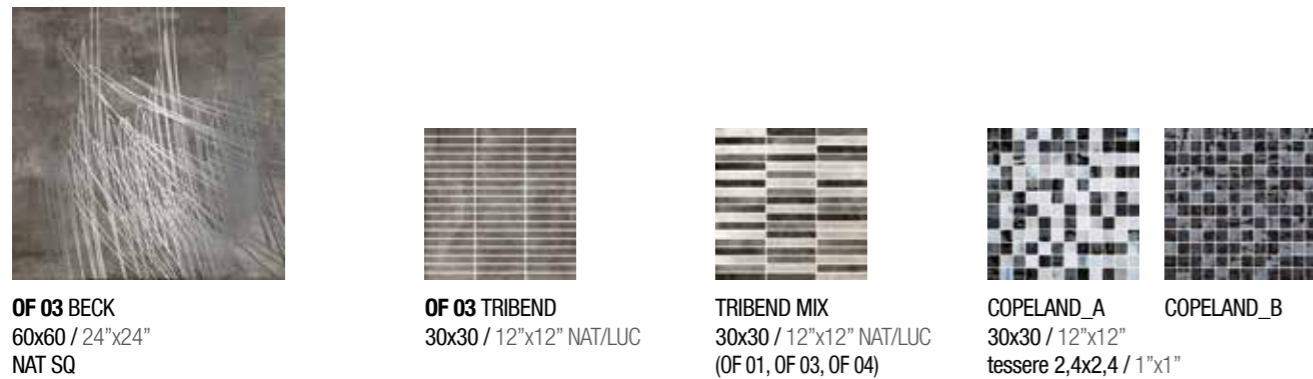 OF 03 BECK
60x60 / 24”x24”
NAT SQ
OF 03 TRIBEND
30x30 / 12”x12” NAT/LUC
TRIBEND MIX
30x30 / 12”x12” NAT/LUC
(OF 01, OF 03, OF 04)
COPELAND_A
30x30 / 12”x12”
tessere 2,4x2,4 / 1”x1”
COPELAND_B